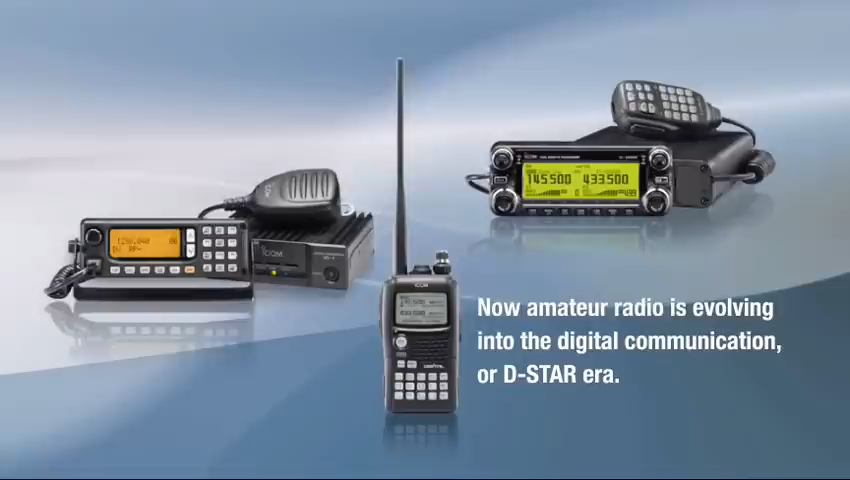 145.500 433.500
ICOM
ICOM
Now amateur radio is evolving
into the digital communication,
or D-STAR era.